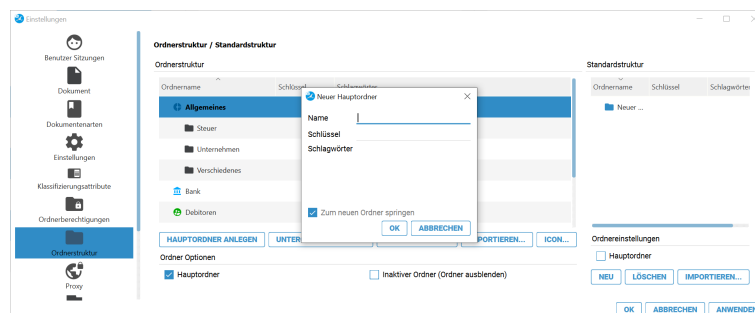 Einstellungen
Benutzer Sitzungen
Dokument
Dokumentenarten
Einstellungen
Klassifizierungsattribute
Ordnerberechtigungen
Ordnerstruktur
Proxy
Ordnerstruktur / Standardstruktur
Ordnerstruktur
Ordnername Schlüssel Schlagwörter
Allgemeines
Steuer
Unternehmen
Verschiedenes
Bank
Debitoren
HAUPTORDNER ANLEGEN UNTER PORTIEREN... ICON...
Ordner Optionen
Hauptordner Inaktiver Ordner (Ordner ausblenden)
Neuer Hauptordner
Name
Schlüssel
Schlagwörter
Zum neuen Ordner springen
OK ABBRECHEN
Standardstruktur
Ordnername Schlüssel Schlagwörter
Neuer ...
Ordnereinstellungen
Hauptordner
NEU LÖSCHEN IMPORTIEREN...
OK ABBRECHEN ANWENDEN